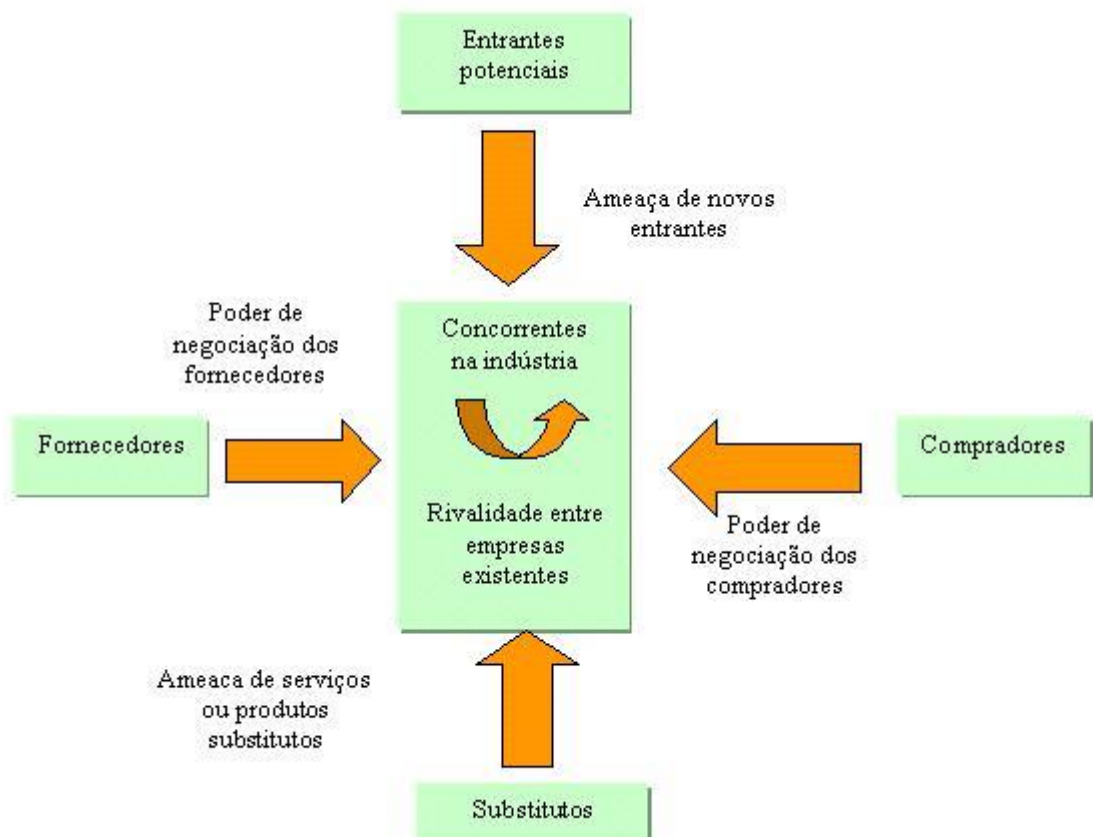 Entrantes
potenciais
Ameaça de novos
entrantes
Poder de
negociação dos
fornecedores
Concorrentes
na indústria
Fornecedores
Compradores
Rivalidade entre
empresas
existentes
Poder de
negociação dos
compradores
Ameaca de serviços
ou produtos
substitutos
Substitutos